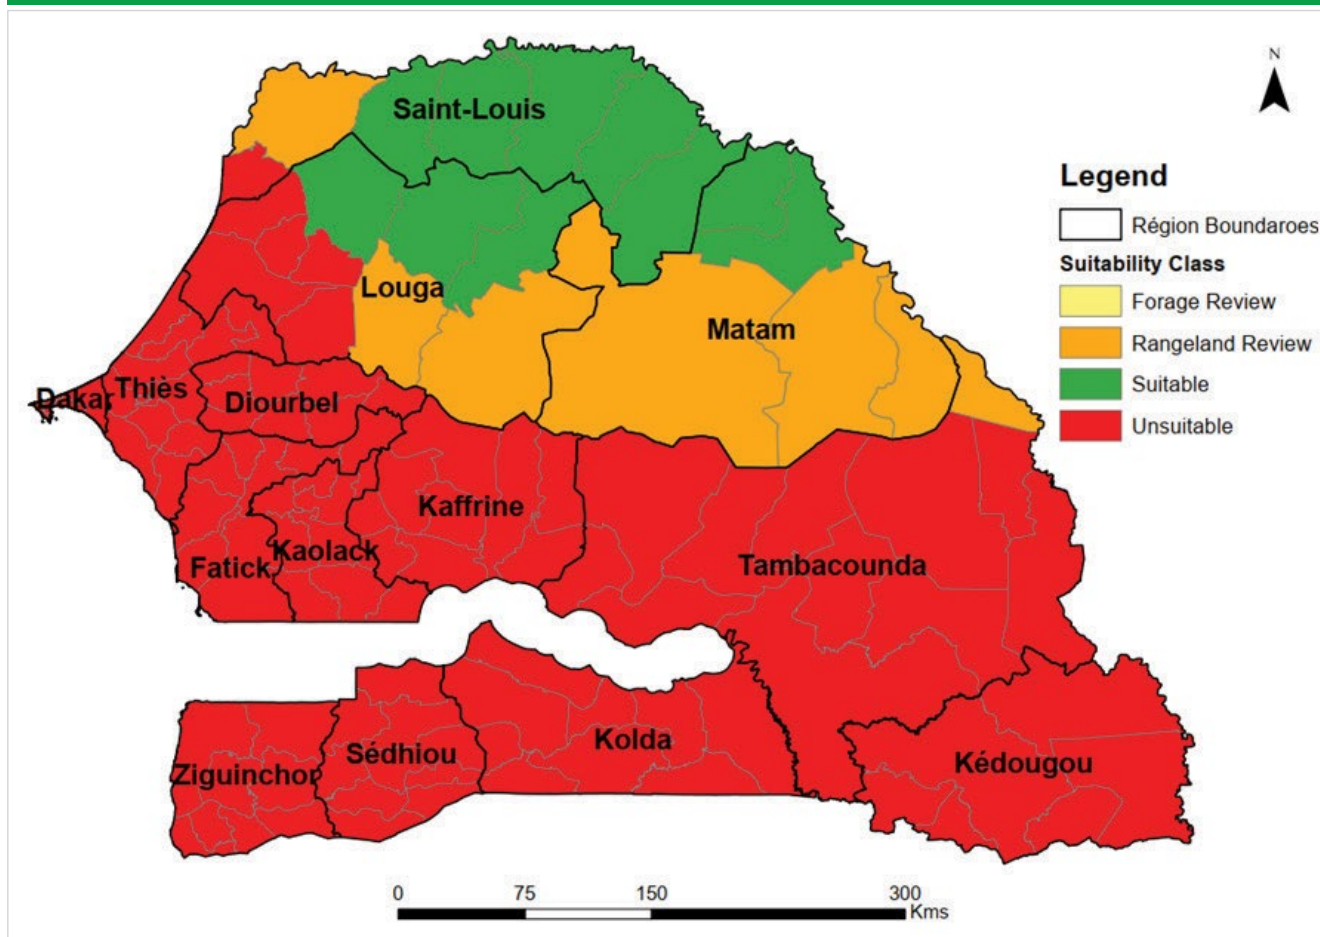 N
Saint-Louis
Legend
Région Boundaroes
Suitability Class
Forage Review
Rangeland Review
Suitable
Unsuitable
Louga
Matam
Dakar
Thiès
Diourbel
Kaffrine
Kaolack
Fatick
Tambacounda
Kolda
Sédhiou
Ziguinchor
Kédougou
0 75 150 300
Kms